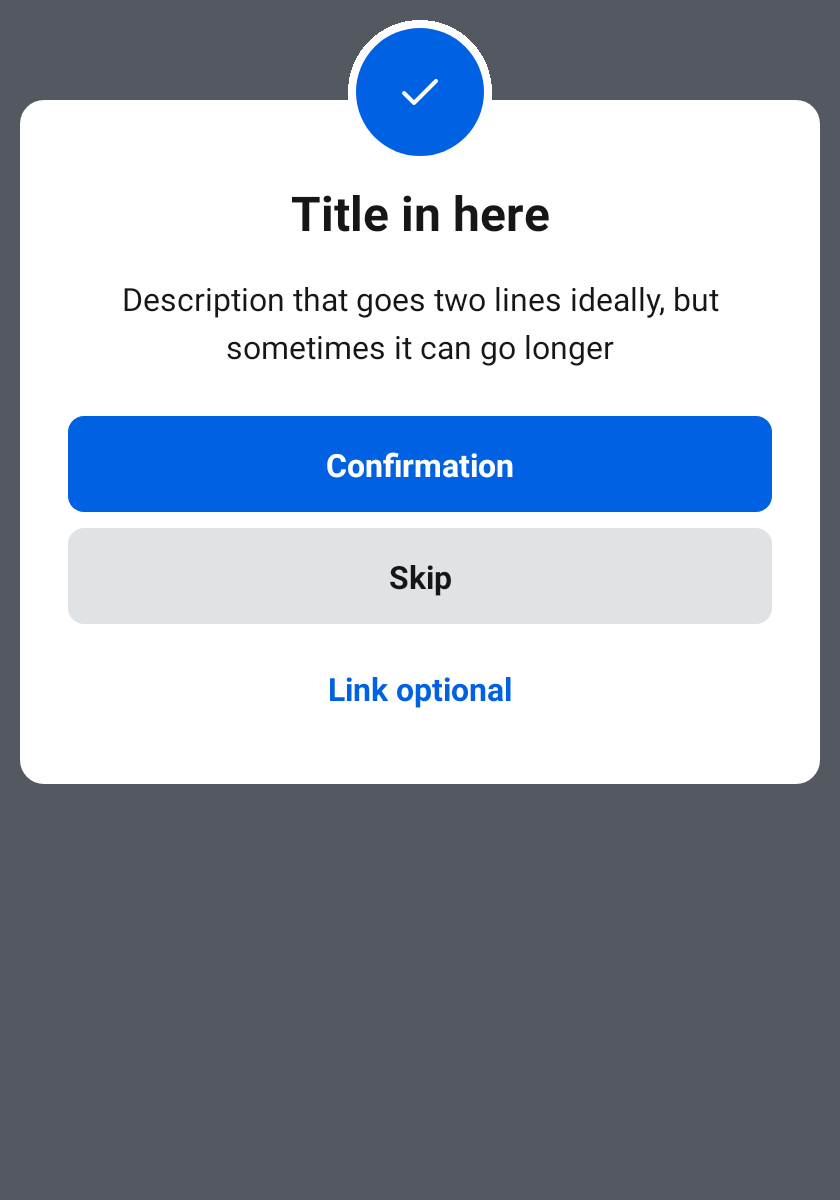 Title in here
Description that goes two lines ideally, but
sometimes it can go longer
Confirmation
Skip
Link optional